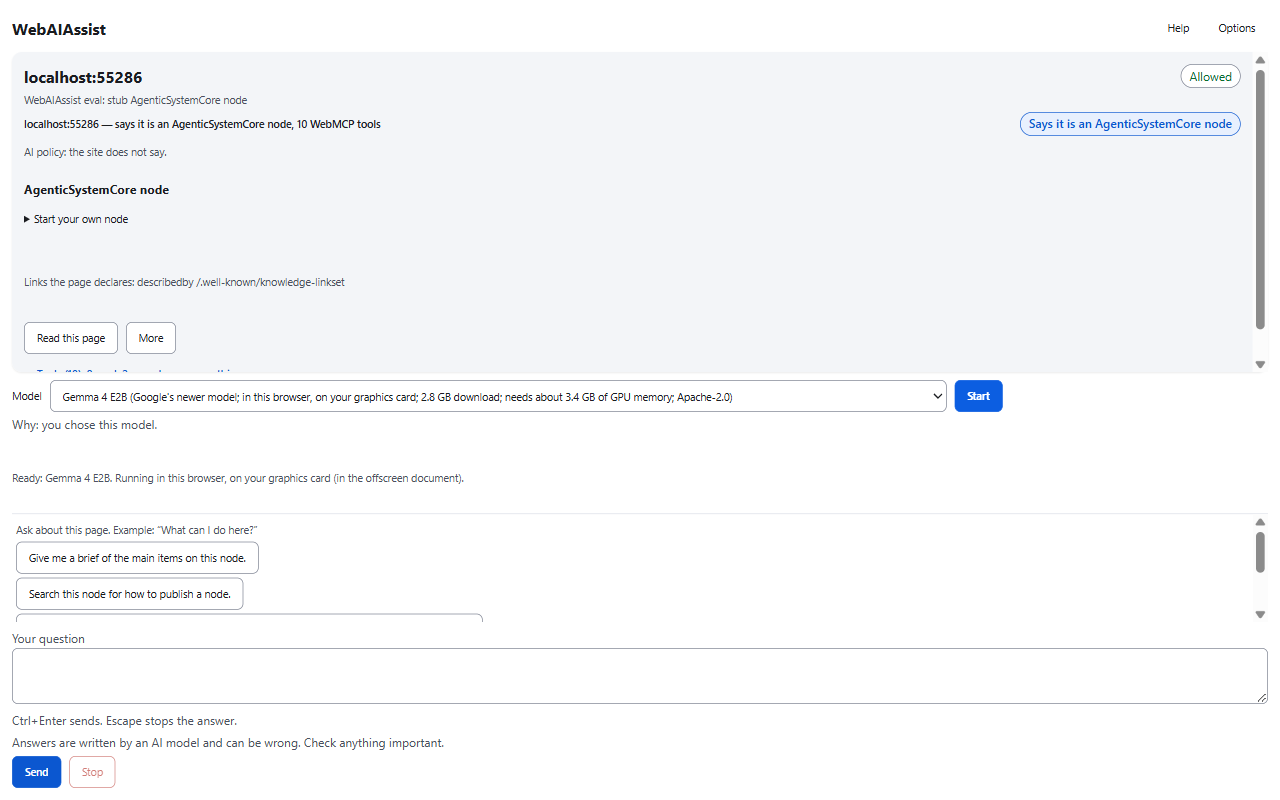 WebAIAssist
Help
Options
localhost:55286
Allowed
WebAIAssist eval: stub AgenticSystemCore node
localhost:55286 — says it is an AgenticSystemCore node, 10 WebMCP tools
Says it is an AgenticSystemCore node
AI policy: the site does not say.
AgenticSystemCore node
Start your own node
Links the page declares: describedby /.well-known/knowledge-linkset
Read this page
More
Model
Gemma 4 E2B (Google's newer model; in this browser, on your graphics card; 2.8 GB download; needs about 3.4 GB of GPU memory; Apache-2.0)
Start
Why: you chose this model.
Ready: Gemma 4 E2B. Running in this browser, on your graphics card (in the offscreen document).
Ask about this page. Example: “What can I do here?”
Give me a brief of the main items on this node.
Search this node for how to publish a node.
Your question
Ctrl+Enter sends. Escape stops the answer.
Answers are written by an AI model and can be wrong. Check anything important.
Send
Stop